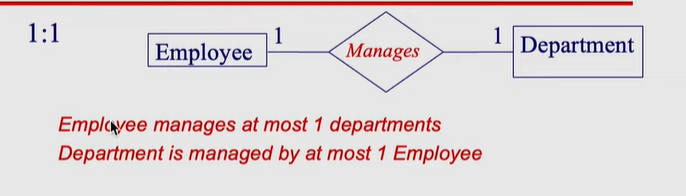 1:1
Employee 1 Manages 1 Department
Employee manages at most 1 departments
Department is managed by at most 1 Employee